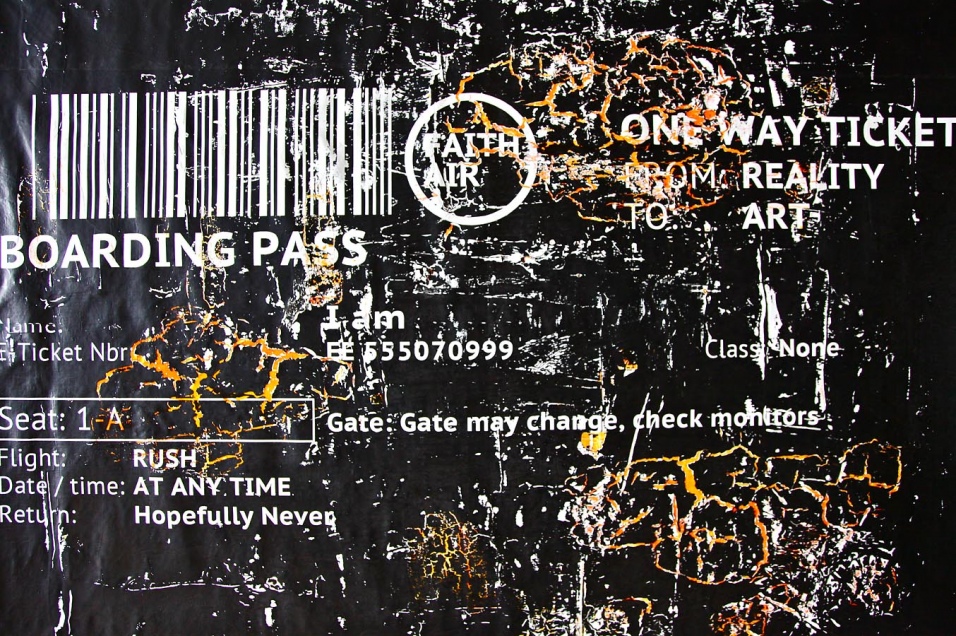 FAITH
AIR
ONE WAY TICKET
FROM: REALITY
TO: ART
BOARDING PASS
Name: I am
E-Ticket Nbr: EE 555070999
Class: None
Seat: 1-A
Gate: Gate may change, check monitors
Flight: RUSH
Date / time: AT ANY TIME
Return: Hopefully Never